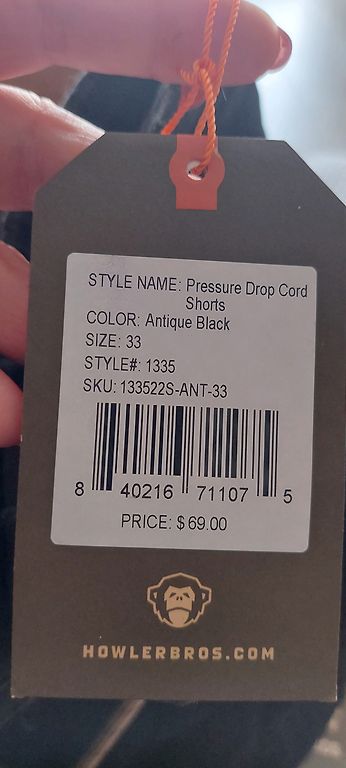 STYLE NAME: Pressure Drop Cord
Shorts
COLOR: Antique Black
SIZE: 33
STYLE#: 1335
SKU: 133522S-ANT-33
8 40216 71107 5
PRICE: $69.00
HOWLERBROS.COM